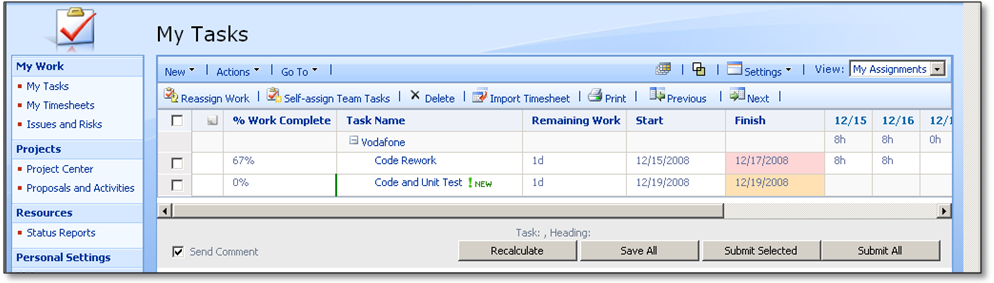 My Tasks
My Work
My Tasks
My Timesheets
Issues and Risks
Projects
Project Center
Proposals and Activities
Resources
Status Reports
Personal Settings
New Actions Go To Settings View: My Assignments
Reassign Work Self-assign Team Tasks Delete Import Timesheet Print Previous Next
% Work Complete Task Name Remaining Work Start Finish 12/15 12/16
Vodafone 8h 8h 0h
67% Code Rework 1d 12/15/2008 12/17/2008 8h 8h
0% Code and Unit Test ! NEW 1d 12/19/2008 12/19/2008
Task: , Heading:
Send Comment Recalculate Save All Submit Selected Submit All